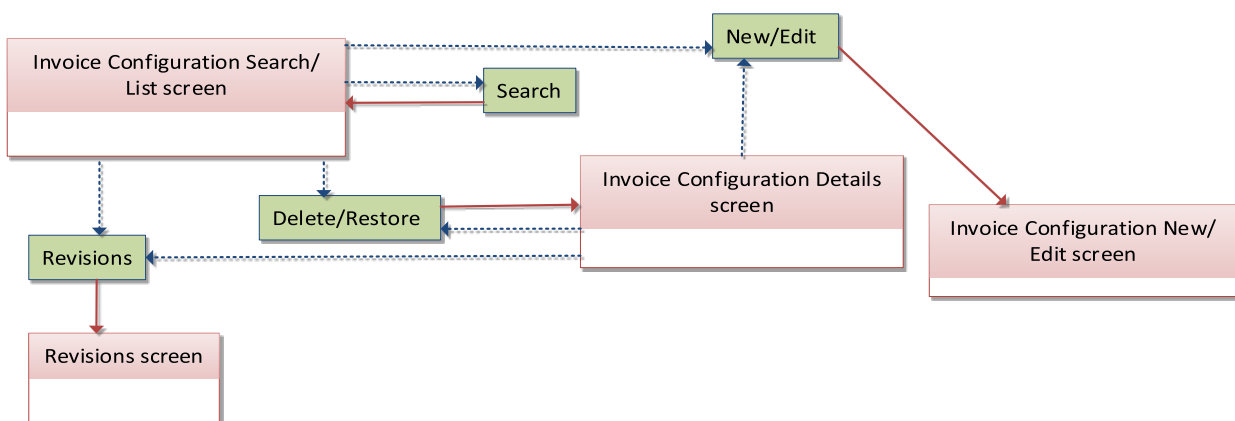 New/Edit
Invoice Configuration Search/
List screen
Search
Invoice Configuration Details
screen
Delete/Restore
Invoice Configuration New/
Edit screen
Revisions
Revisions screen